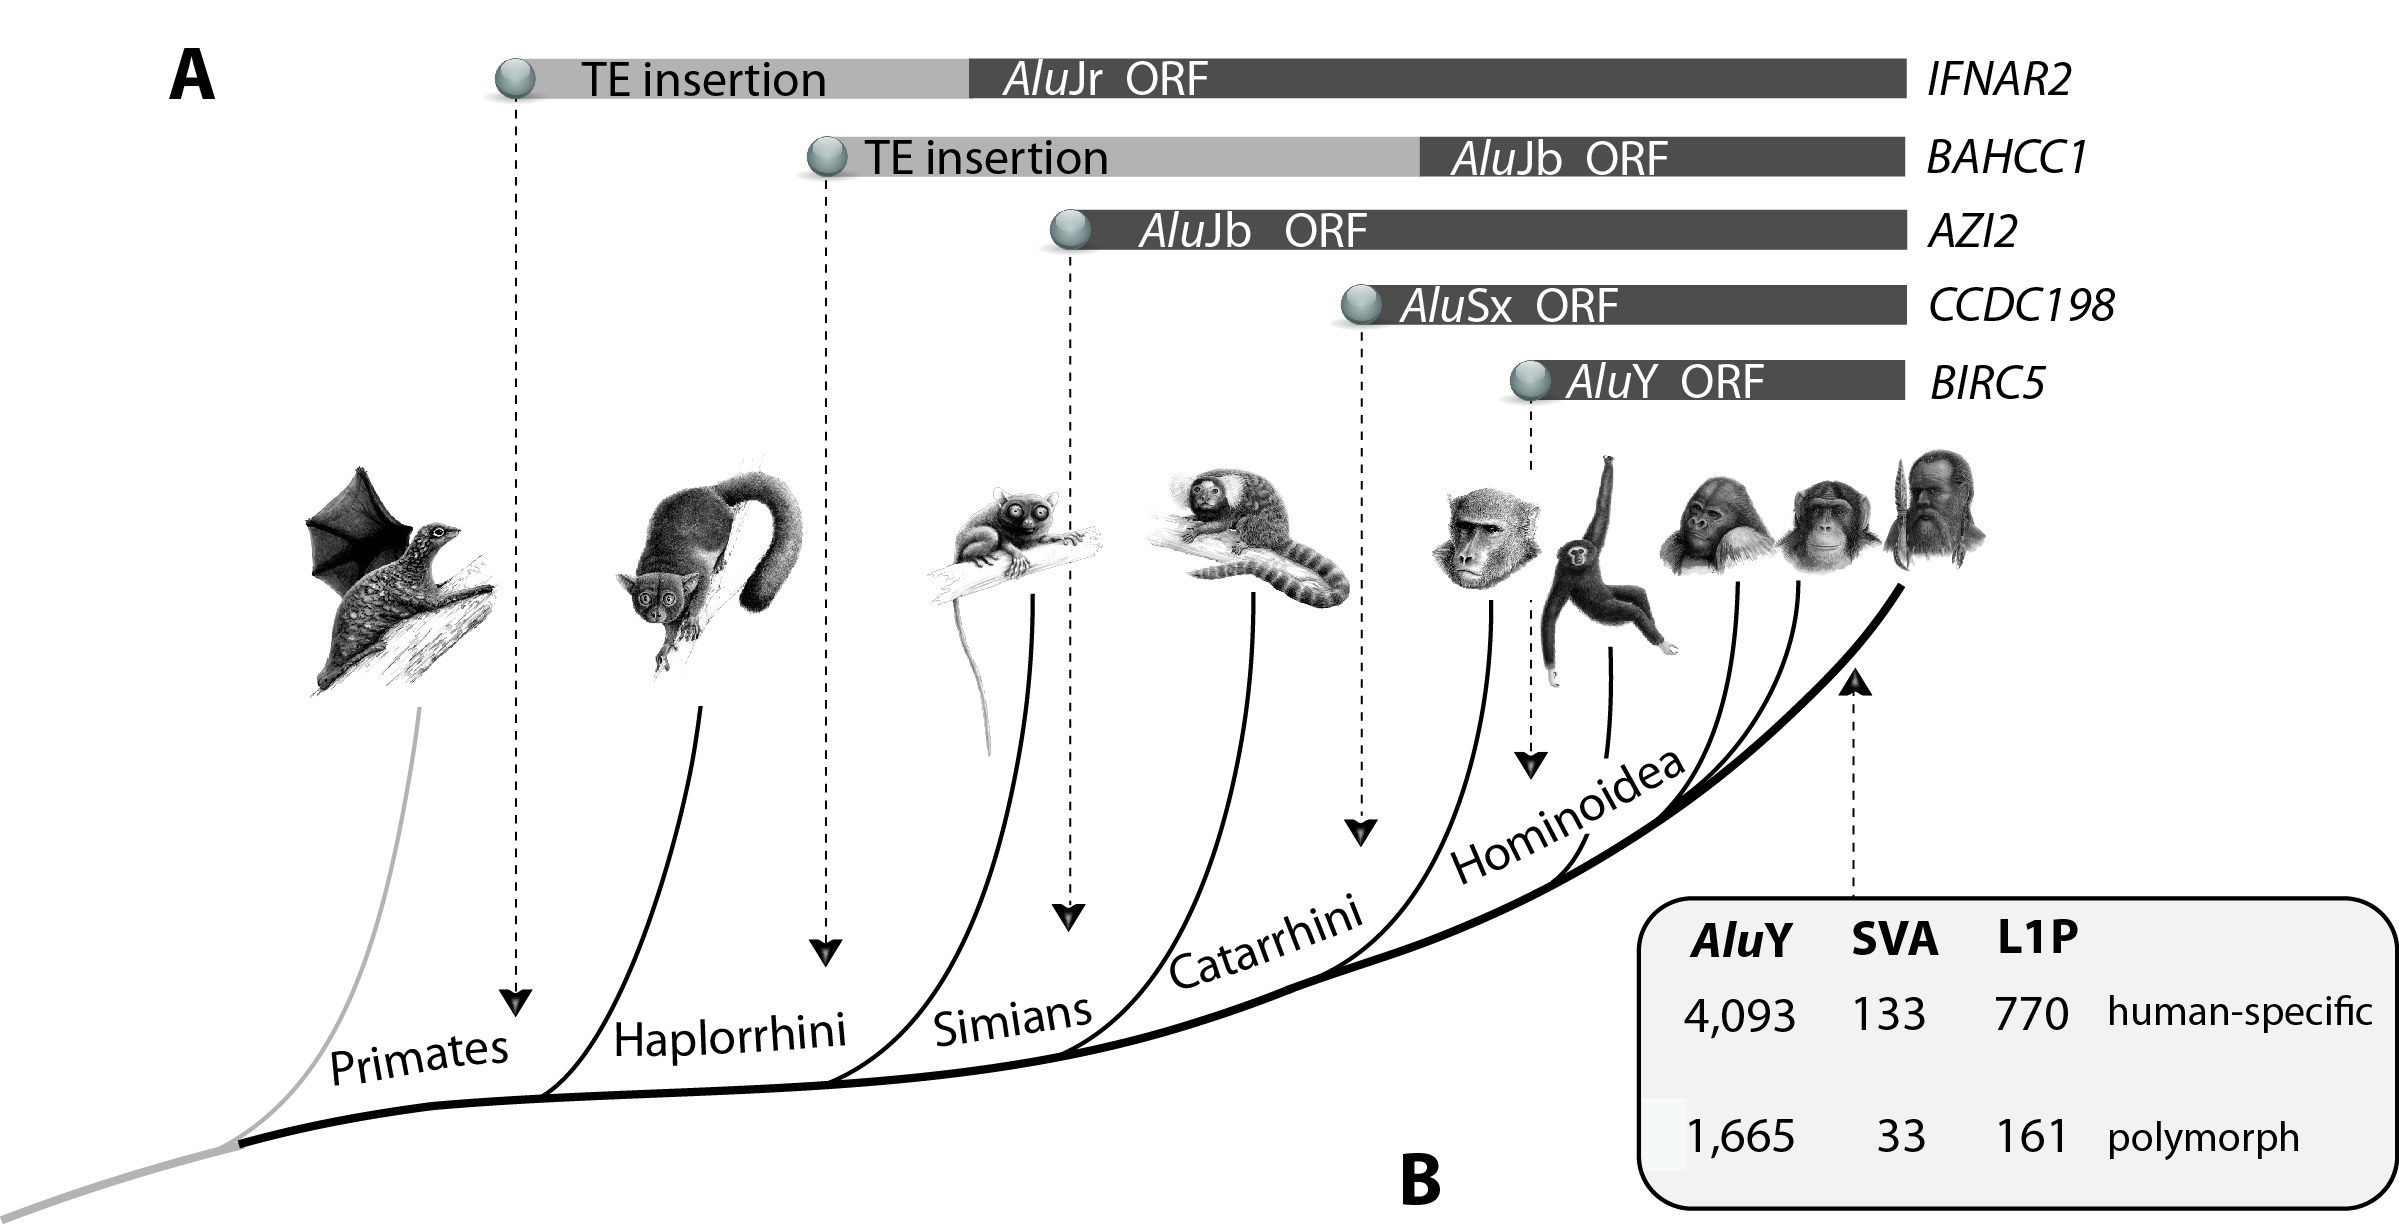 A
TE insertion AluJr ORF IFNAR2
TE insertion AluJb ORF BAHCC1
AluJb ORF AZI2
AluSx ORF CCDC198
AluY ORF BIRC5
Primates
Haplorrhini
Simians
Catarrhini
Hominoidea
B
AluY SVA L1P
4,093 133 770 human-specific
1,665 33 161 polymorph